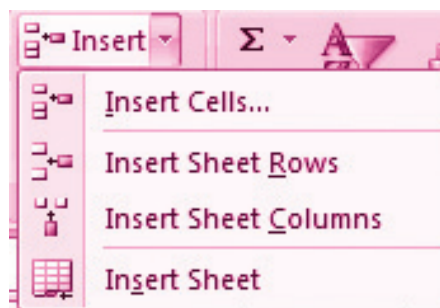 Insert Σ A
Insert Cells...
Insert Sheet Rows
Insert Sheet Columns
Insert Sheet